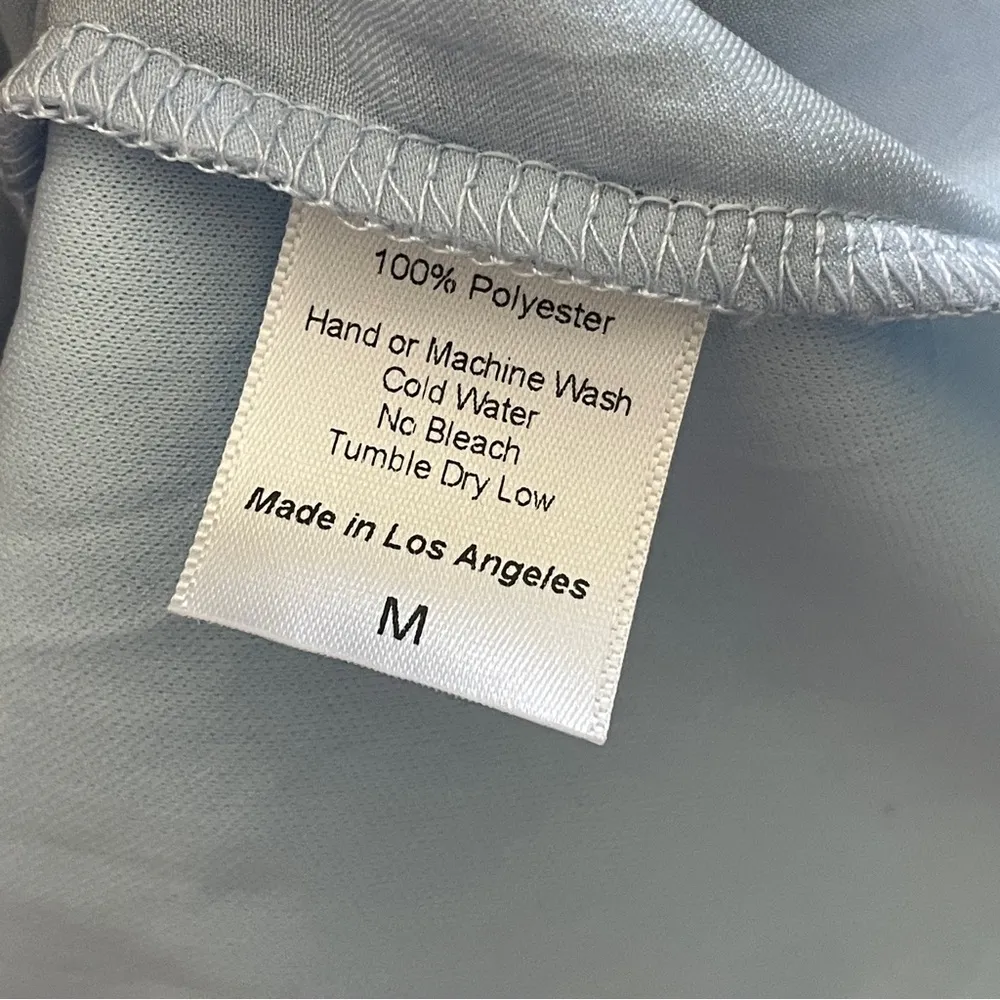 100% Polyester
Hand or Machine Wash
Cold Water
No Bleach
Tumble Dry Low
Made in Los Angeles
M